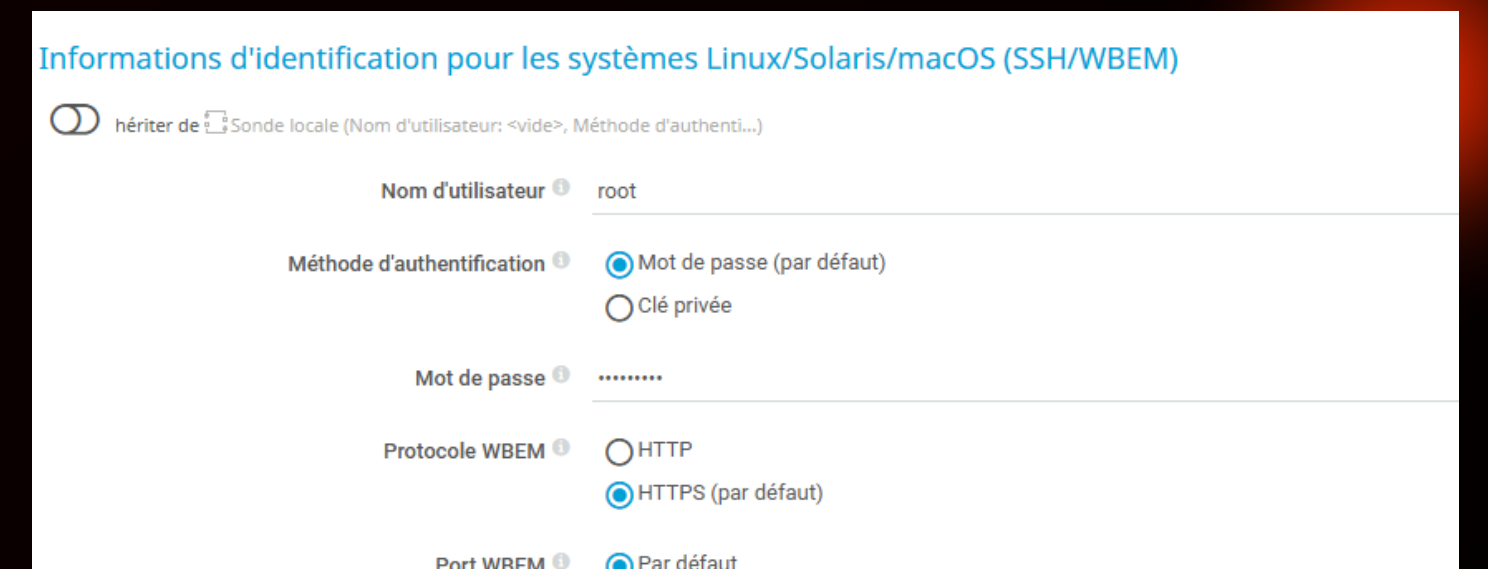 Informations d'identification pour les systèmes Linux/Solaris/macOS (SSH/WBEM)
hériter de Sonde locale (Nom d'utilisateur: <vide>, Méthode d'authenti...)
Nom d'utilisateur root
Méthode d'authentification Mot de passe (par défaut)
Clé privée
Mot de passe •••••••••
Protocole WBEM HTTP
HTTPS (par défaut)
Port WBEM Par défaut